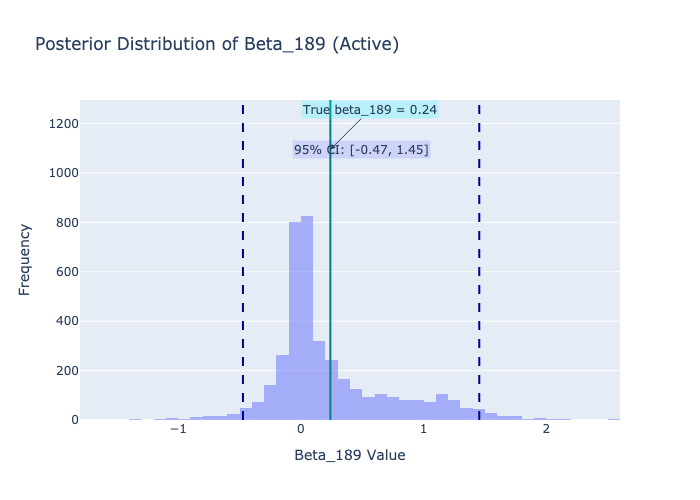 Posterior Distribution of Beta_189 (Active)
True beta_189 = 0.24
95% CI: [-0.47, 1.45]
1200
1000
800
600
400
200
0
Frequency
−1
0
1
2
Beta_189 Value